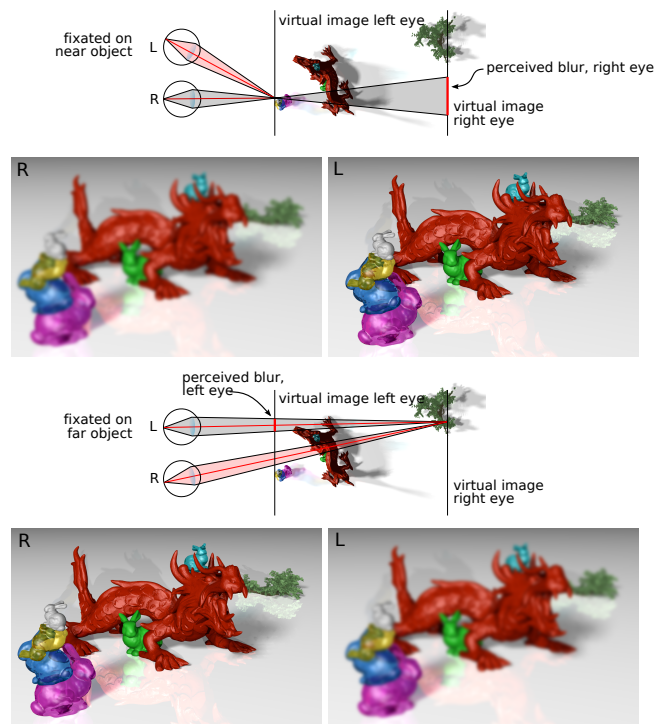 virtual image left eye
fixated on
near object
L
R
perceived blur, right eye
virtual image
right eye
R
L
perceived blur,
left eye
virtual image left eye
fixated on
far object
L
R
virtual image
right eye
R
L